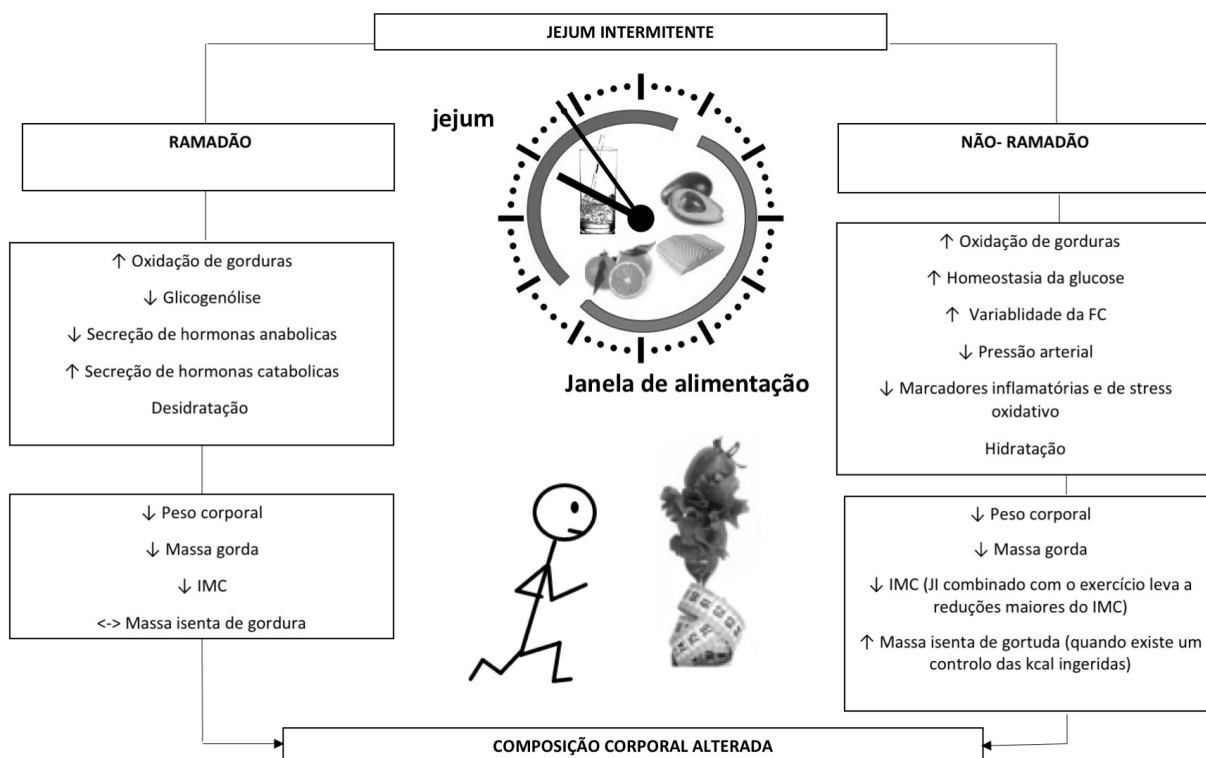 JEJUM INTERMITENTE
jejum
RAMADÃO
NÃO- RAMADÃO
↑ Oxidação de gorduras
↓ Glicogenólise
↓ Secreção de hormonas anabolicas
↑ Secreção de hormonas catabolicas
Desidratação
↑ Oxidação de gorduras
↑ Homeostasia da glucose
↑ Variablidade da FC
↓ Pressão arterial
↓ Marcadores inflamatórias e de stress
oxidativo
Hidratação
Janela de alimentação
↓ Peso corporal
↓ Massa gorda
↓ IMC
<-> Massa isenta de gordura
↓ Peso corporal
↓ Massa gorda
↓ IMC (JI combinado com o exercício leva a
reduções maiores do IMC)
↑ Massa isenta de gortuda (quando existe um
controlo das kcal ingeridas)
COMPOSIÇÃO CORPORAL ALTERADA